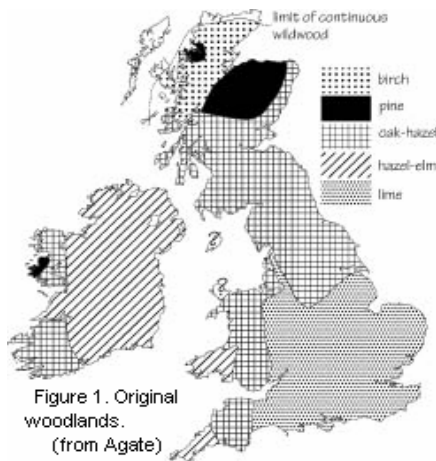 limit of continuous
wildwood
birch
pine
oak-hazel
hazel-elm
lime
Figure 1. Original
woodlands.
(from Agate)